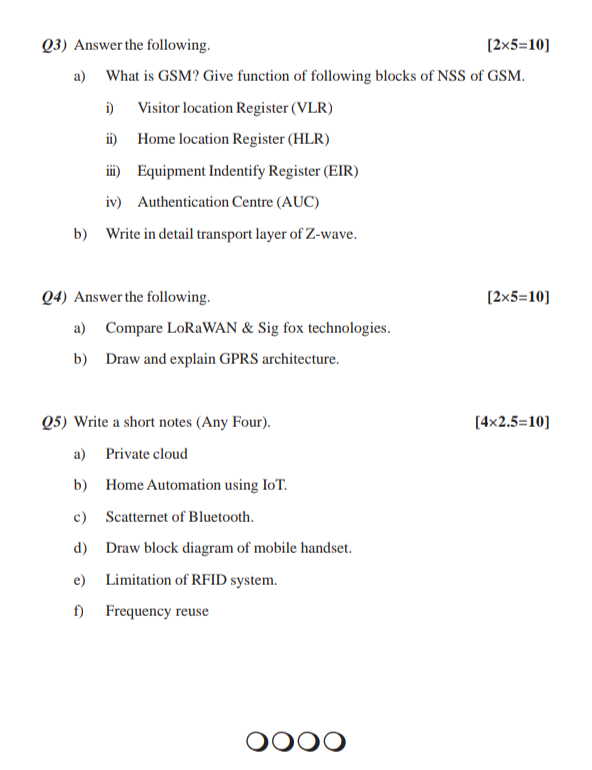 Q3) Answer the following. [2×5=10]
a) What is GSM? Give function of following blocks of NSS of GSM.
i) Visitor location Register (VLR)
ii) Home location Register (HLR)
iii) Equipment Indentify Register (EIR)
iv) Authentication Centre (AUC)
b) Write in detail transport layer of Z-wave.
Q4) Answer the following. [2×5=10]
a) Compare LoRaWAN & Sig fox technologies.
b) Draw and explain GPRS architecture.
Q5) Write a short notes (Any Four). [4×2.5=10]
a) Private cloud
b) Home Automation using IoT.
c) Scatternet of Bluetooth.
d) Draw block diagram of mobile handset.
e) Limitation of RFID system.
f) Frequency reuse